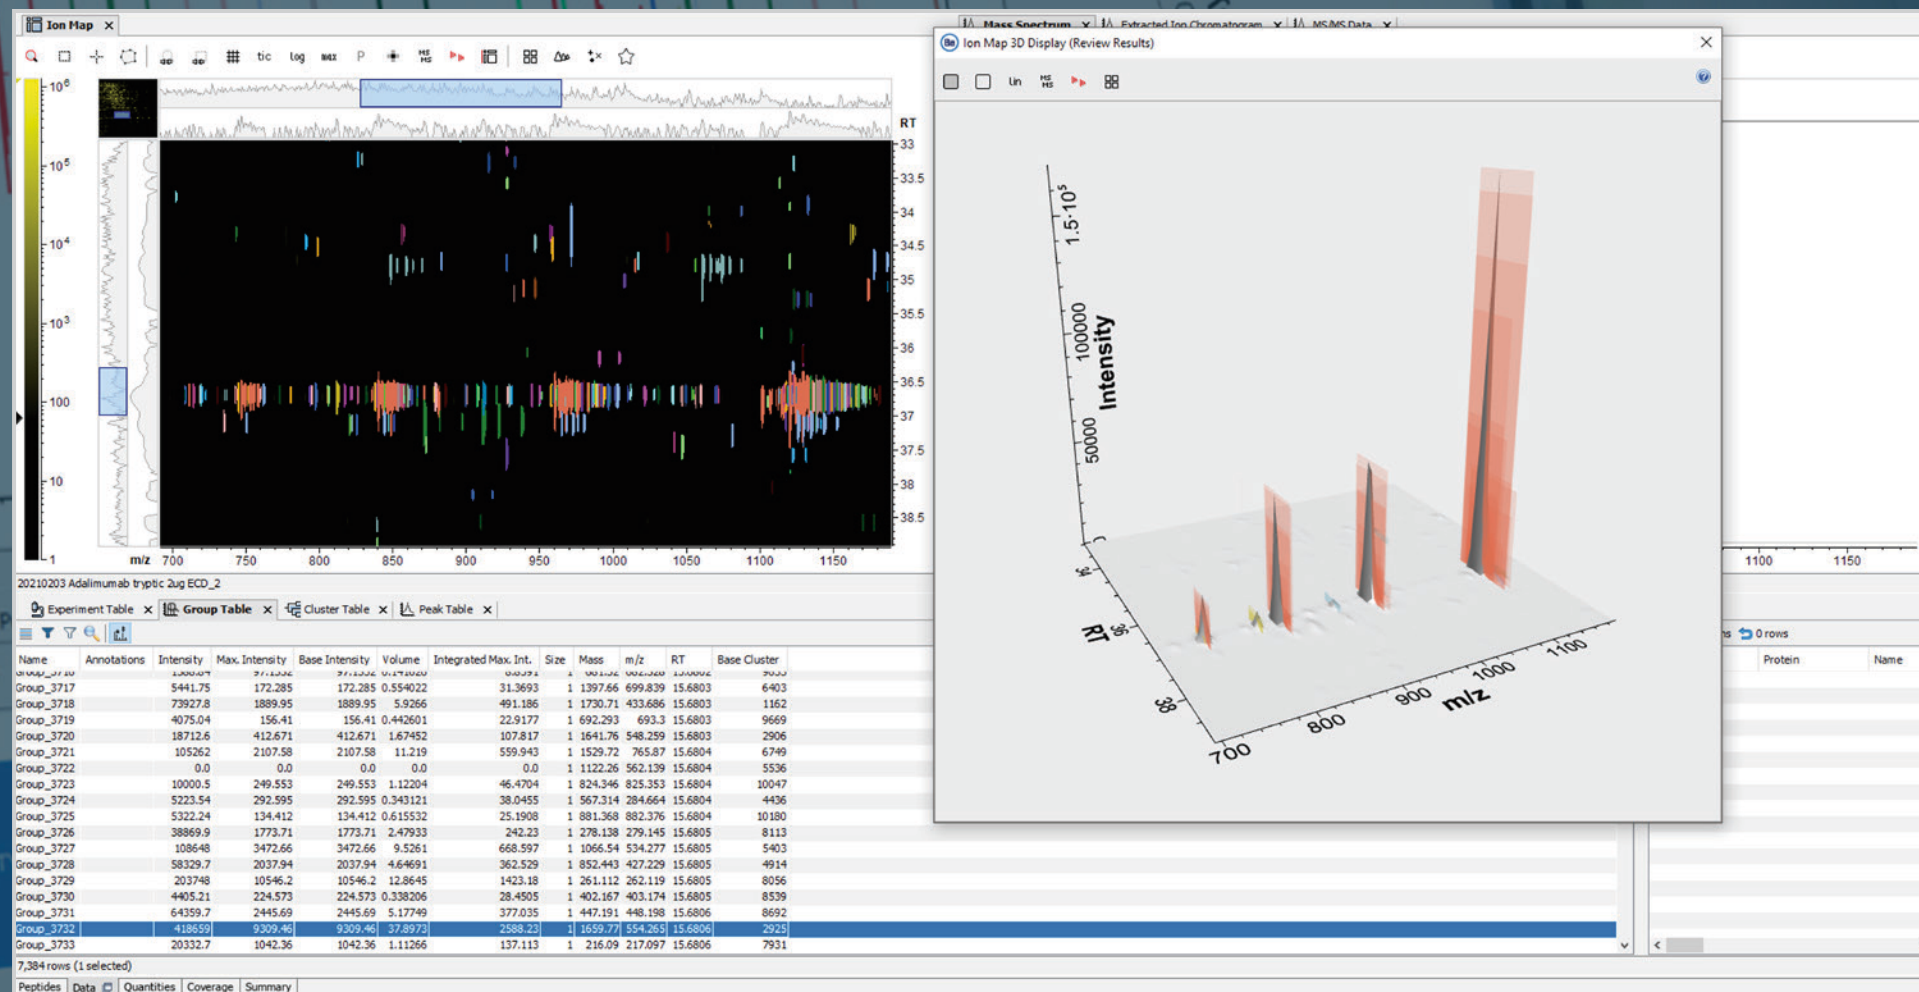 Ion Map
Mass Spectrum Extracted Ion Chromatogram MS/MS Data
tic log max P MS MS
Ion Map 3D Display (Review Results)
lin MS MS
10⁶
10⁵
10⁴
10³
100
10
1
RT
33
33.5
34
34.5
35
35.5
36
36.5
37
37.5
38
38.5
m/z 700 750 800 850 900 950 1000 1050 1100 1150
1.5·10⁵
100000
50000
Intensity
34
36
38
RT
700 800 900 1000 1100
m/z
1100 1150
20210203 Adalimumab tryptic 2ug ECD_2
Experiment Table Group Table Cluster Table Peak Table
0 rows
Name Annotations Intensity Max. Intensity Base Intensity Volume Integrated Max. Int. Size Mass m/z RT Base Cluster
Protein Name
Group_3717 5441.75 172.285 172.285 0.554022 31.3693 1 1397.66 699.839 15.6803 6403
Group_3718 73927.8 1889.95 1889.95 5.9266 491.186 1 1730.71 433.686 15.6803 1162
Group_3719 4075.04 156.41 156.41 0.442601 22.9177 1 692.293 693.3 15.6803 9669
Group_3720 18712.6 412.671 412.671 1.67452 107.817 1 1641.76 548.259 15.6803 2906
Group_3721 105262 2107.58 2107.58 11.219 559.943 1 1529.72 765.87 15.6804 6749
Group_3722 0.0 0.0 0.0 0.0 0.0 1 1122.26 562.139 15.6804 5536
Group_3723 10000.5 249.553 249.553 1.12204 46.4704 1 824.346 825.353 15.6804 10047
Group_3724 5223.54 292.595 292.595 0.343121 38.0455 1 567.314 284.664 15.6804 4436
Group_3725 5322.24 134.412 134.412 0.615532 25.1908 1 881.368 882.376 15.6804 10180
Group_3726 38869.9 1773.71 1773.71 2.47933 242.23 1 278.138 279.145 15.6805 8113
Group_3727 108648 3472.66 3472.66 9.5261 668.597 1 1066.54 534.277 15.6805 5403
Group_3728 58329.7 2037.94 2037.94 4.64691 362.529 1 852.443 427.229 15.6805 4914
Group_3729 203748 10546.2 10546.2 12.8645 1423.18 1 261.112 262.119 15.6805 8056
Group_3730 4405.21 224.573 224.573 0.338206 28.4505 1 402.167 403.174 15.6805 8539
Group_3731 64359.7 2445.69 2445.69 5.17749 377.035 1 447.191 448.198 15.6806 8692
Group_3732 418659 9309.46 9309.46 37.8973 2588.23 1 1659.77 554.265 15.6806 2925
Group_3733 20332.7 1042.36 1042.36 1.11266 137.113 1 216.09 217.097 15.6806 7931
7,384 rows (1 selected)
Peptides Data Quantities Coverage Summary